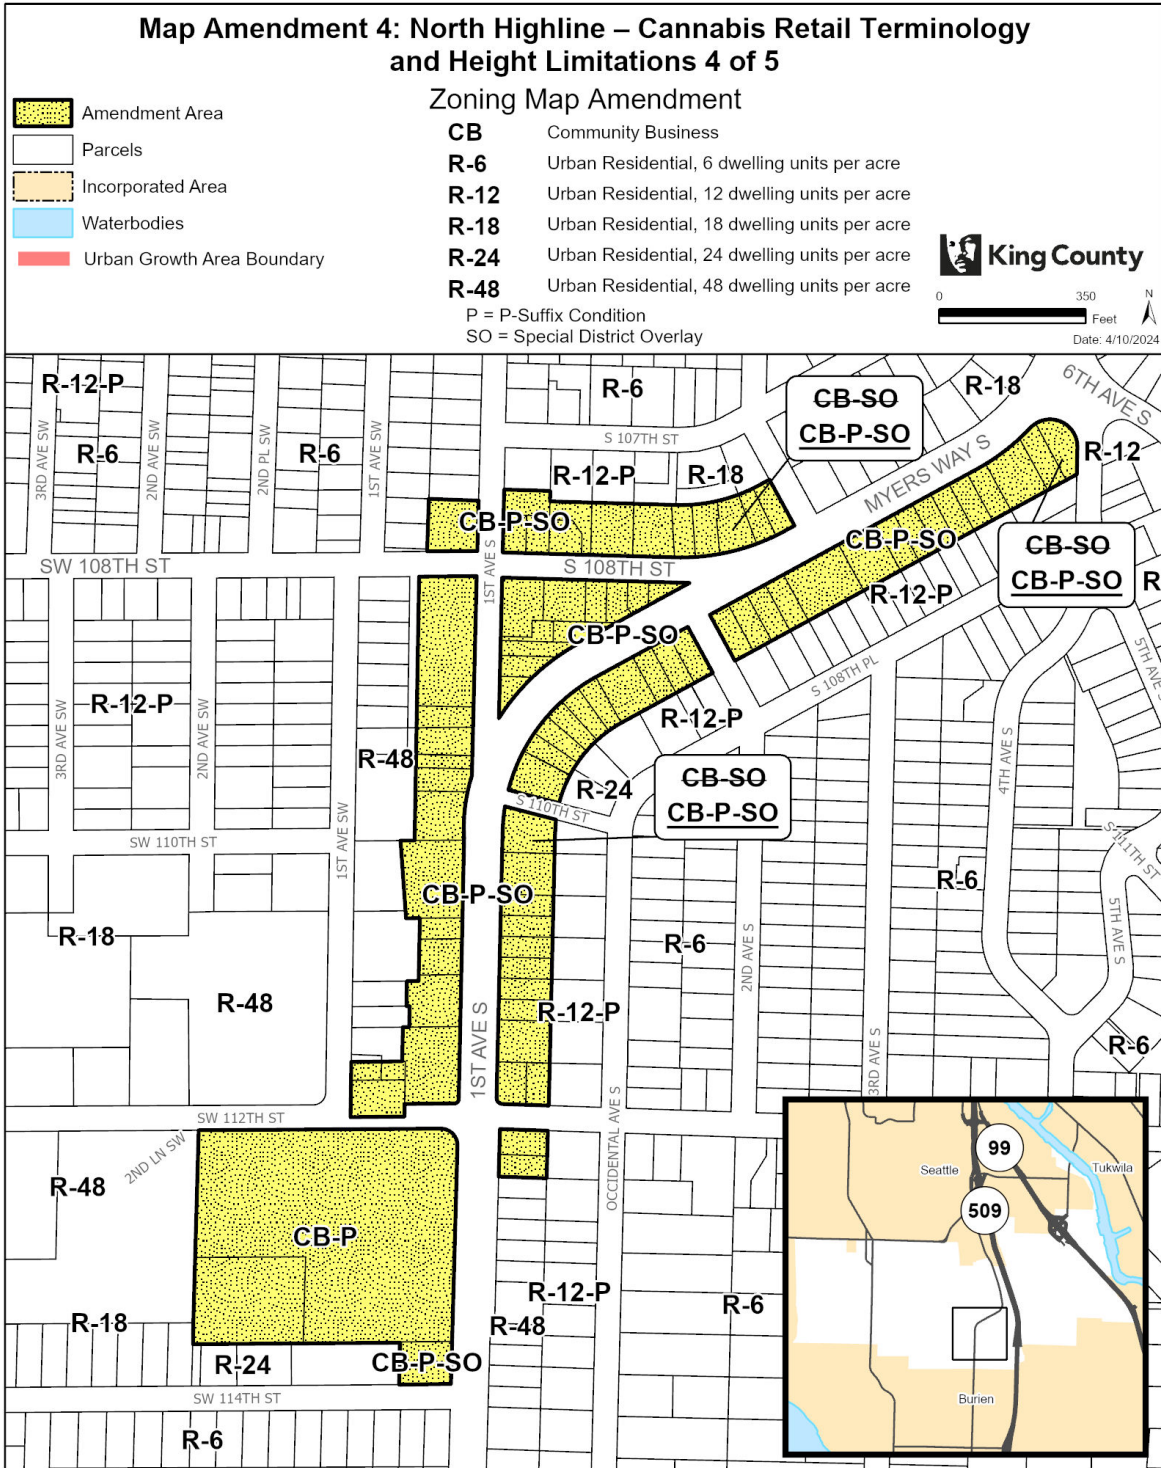 Map Amendment 4: North Highline – Cannabis Retail Terminology
and Height Limitations 4 of 5
Zoning Map Amendment
Amendment Area
Parcels
Incorporated Area
Waterbodies
Urban Growth Area Boundary
CB Community Business
R-6 Urban Residential, 6 dwelling units per acre
R-12 Urban Residential, 12 dwelling units per acre
R-18 Urban Residential, 18 dwelling units per acre
R-24 Urban Residential, 24 dwelling units per acre
R-48 Urban Residential, 48 dwelling units per acre
P = P-Suffix Condition
SO = Special District Overlay
King County
0 350
Feet
N
Date: 4/10/2024
R-12-P
R-6
R-18
6TH AVE S
CB-SO
CB-P-SO
3RD AVE SW
R-6
2ND AVE SW
2ND PL SW
R-6
1ST AVE SW
S 107TH ST
R-12-P
R-18
MYERS WAY S
R-12
CB-P-SO
1ST AVE S
SW 108TH ST
S 108TH ST
CB-P-SO
CB-SO
CB-P-SO
R
R-12-P
CB-P-SO
S 108TH PL
5TH AVE S
3RD AVE SW
R-12-P
2ND AVE SW
R-12-P
R-48
4TH AVE S
CB-SO
CB-P-SO
R-24
S 110TH ST
SW 110TH ST
1ST AVE SW
S 111TH ST
CB-P-SO
R-6
R-18
R-6
2ND AVE S
5TH AVE S
R-48
R-12-P
1ST AVE S
3RD AVE S
R-6
SW 112TH ST
OCCIDENTAL AVE S
2ND LN SW
R-48
CB-P
R-12-P
R-6
R-18
R-48
R-24
CB-P-SO
SW 114TH ST
R-6
99
Seattle
Tukwila
509
Burien